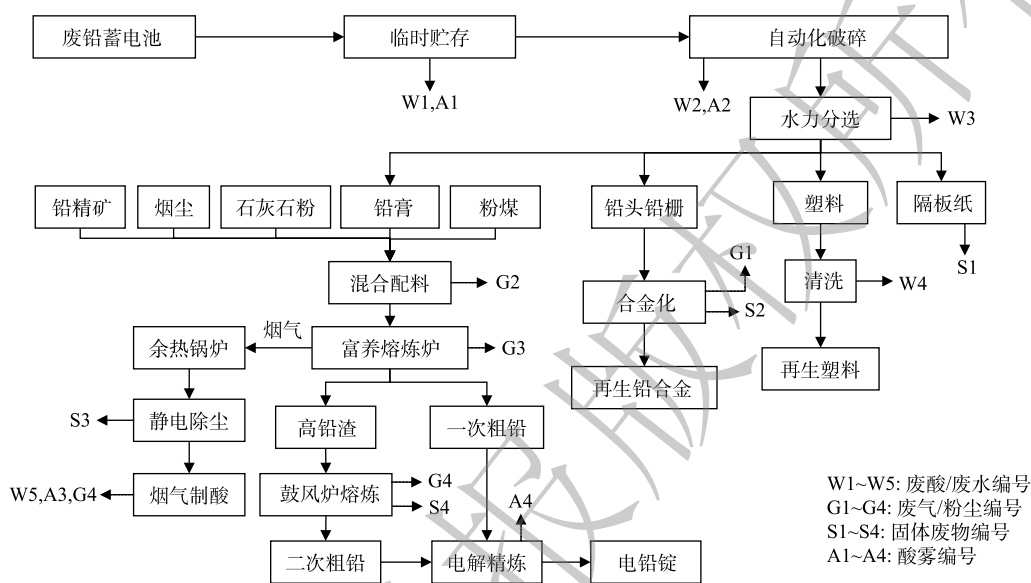 废铅蓄电池
临时贮存
自动化破碎
W1,A1
W2,A2
水力分选
W3
铅精矿
烟尘
石灰石粉
铅膏
粉煤
铅头铅栅
塑料
隔板纸
G1
S1
混合配料
G2
合金化
S2
清洗
W4
烟气
余热锅炉
富养熔炼炉
G3
再生铅合金
再生塑料
S3
静电除尘
高铅渣
一次粗铅
W5,A3,G4
烟气制酸
鼓风炉熔炼
G4
S4
A4
二次粗铅
电解精炼
电铅锭
W1~W5: 废酸/废水编号
G1~G4: 废气/粉尘编号
S1~S4: 固体废物编号
A1~A4: 酸雾编号
报版权所